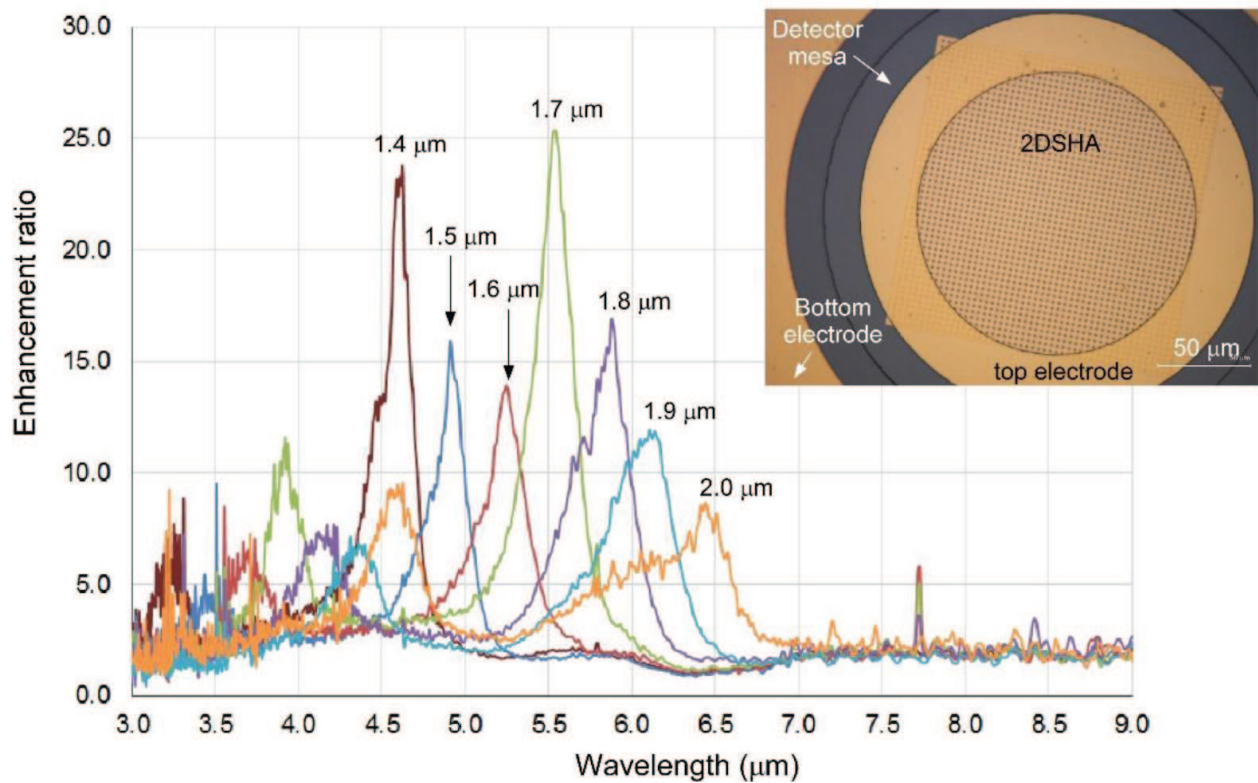 30.0
25.0
20.0
15.0
10.0
5.0
0.0
Enhancement ratio
3.0 3.5 4.0 4.5 5.0 5.5 6.0 6.5 7.0 7.5 8.0 8.5 9.0
Wavelength (μm)
1.4 μm
1.5 μm
1.6 μm
1.7 μm
1.8 μm
1.9 μm
2.0 μm
Detector
mesa
2DSHA
Bottom
electrode
top electrode
50 μm